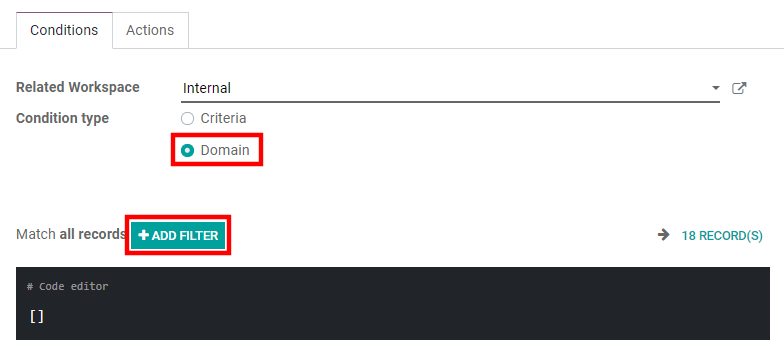 Conditions Actions
Related Workspace Internal
Condition type Criteria
Domain
Match all records + ADD FILTER 18 RECORD(S)
# Code editor
[]